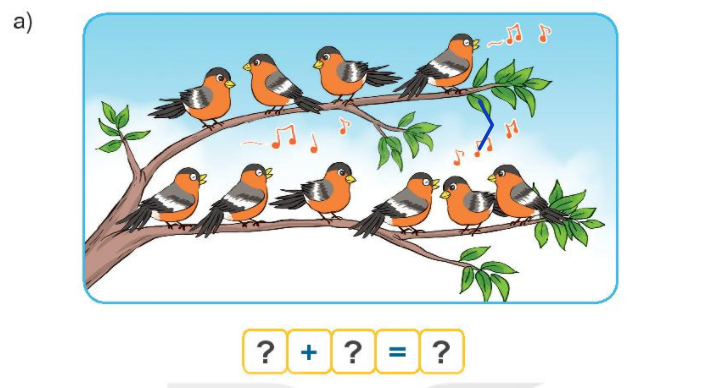 a)
? + ? = ?